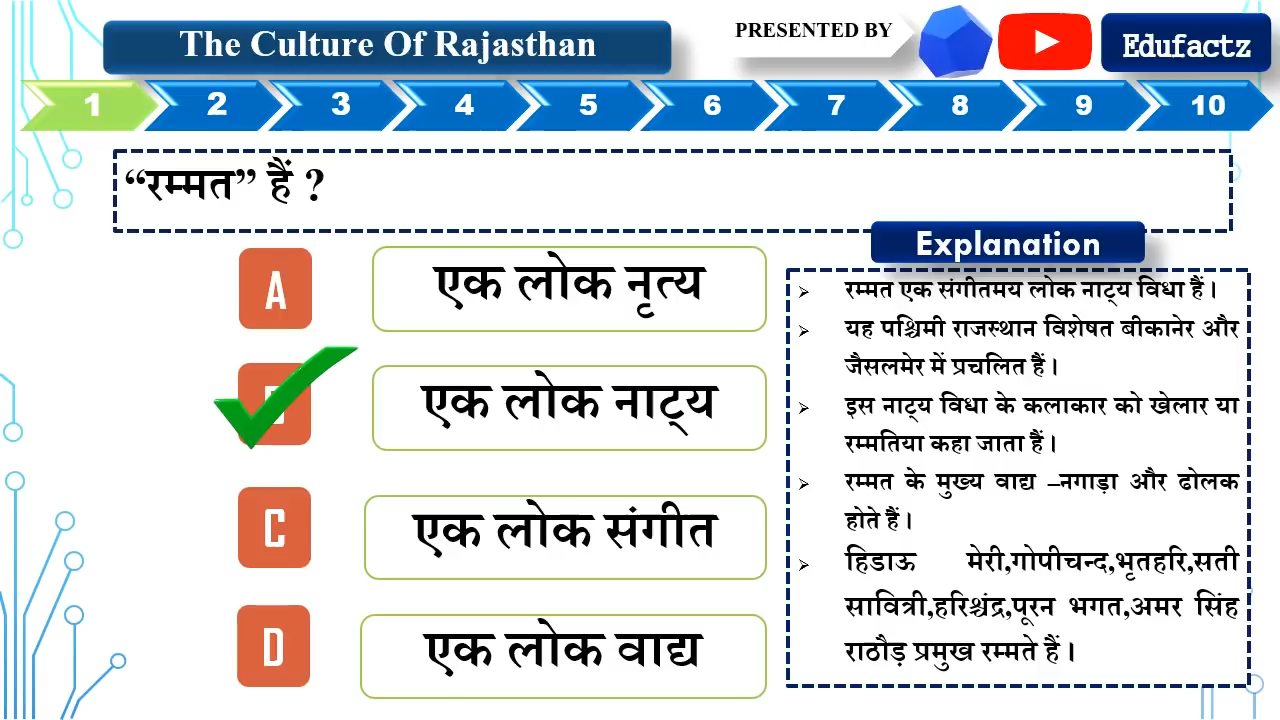 The Culture Of Rajasthan
PRESENTED BY
Edufactz
1 2 3 4 5 6 7 8 9 10
“रम्मत” हैं ?
Explanation
A एक लोक नृत्य
एक लोक नाट्य
C एक लोक संगीत
D एक लोक वाद्य
रम्मत एक संगीतमय लोक नाट्य विधा हैं।
यह पश्चिमी राजस्थान विशेषत बीकानेर और
जैसलमेर में प्रचलित हैं।
इस नाट्य विधा के कलाकार को खेलार या
रम्मतिया कहा जाता हैं।
रम्मत के मुख्य वाद्य –नगाड़ा और ढोलक
होते हैं।
हिडाऊ मेरी,गोपीचन्द,भृतहरि,सती
सावित्री,हरिश्चंद्र,पूरन भगत,अमर सिंह
राठौड़ प्रमुख रम्मते हैं।